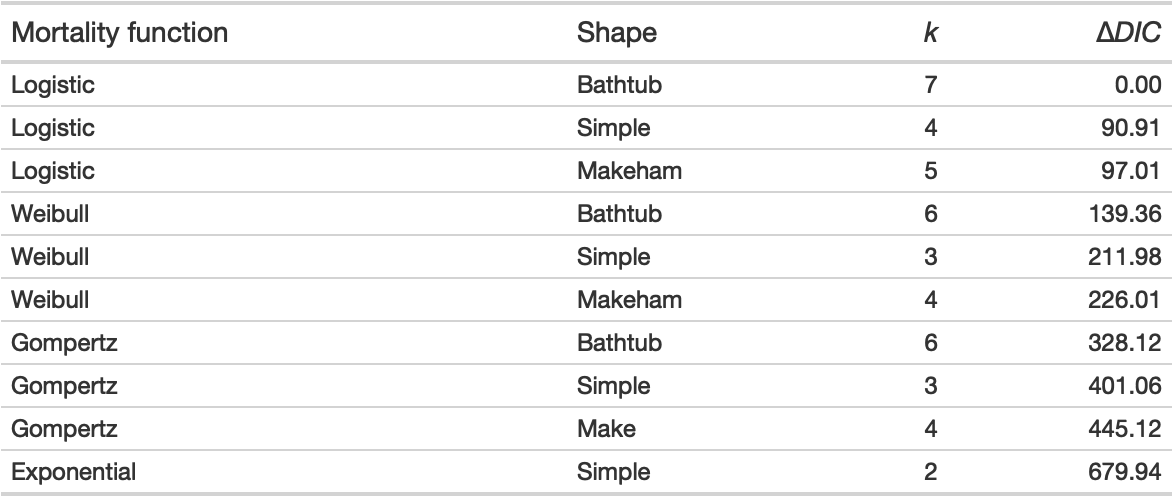 Mortality function Shape k ΔDIC
Logistic Bathtub 7 0.00
Logistic Simple 4 90.91
Logistic Makeham 5 97.01
Weibull Bathtub 6 139.36
Weibull Simple 3 211.98
Weibull Makeham 4 226.01
Gompertz Bathtub 6 328.12
Gompertz Simple 3 401.06
Gompertz Make 4 445.12
Exponential Simple 2 679.94